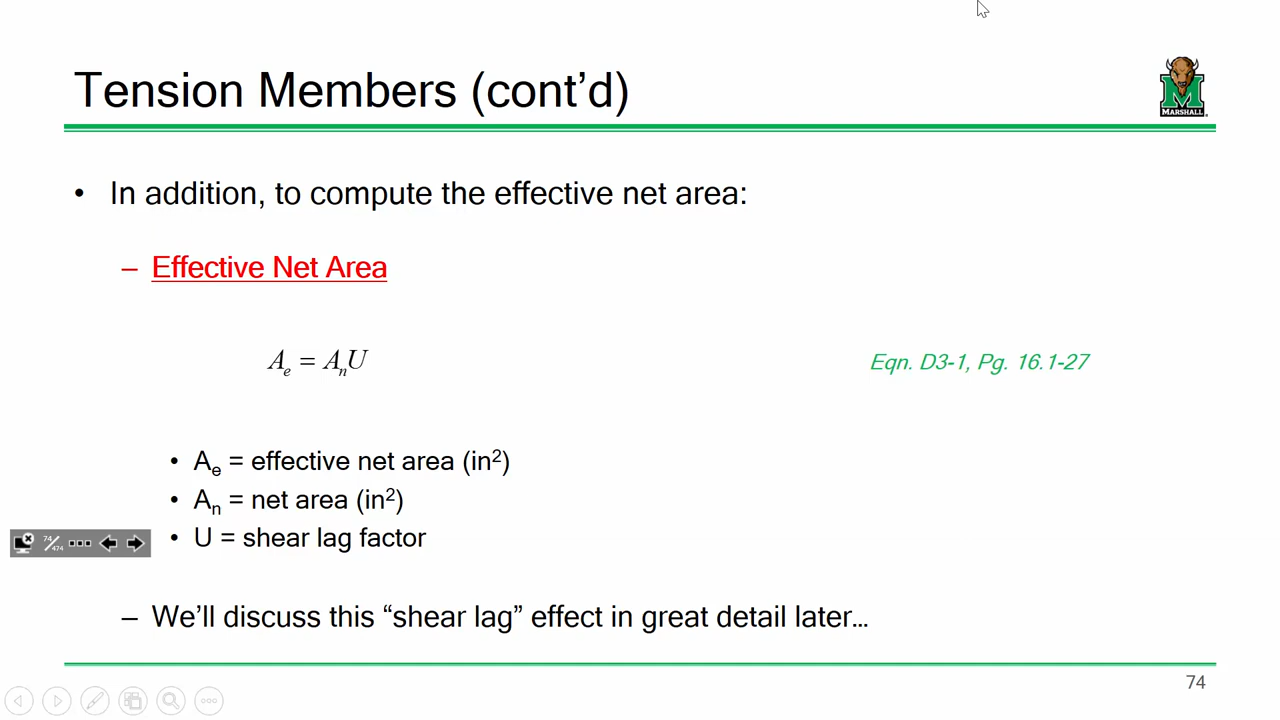 Tension Members (cont’d)
MARSHALL
• In addition, to compute the effective net area:
– Effective Net Area
Aₑ = AₙU
Eqn. D3-1, Pg. 16.1-27
• Aₑ = effective net area (in²)
• Aₙ = net area (in²)
74/474
• U = shear lag factor
– We’ll discuss this “shear lag” effect in great detail later…
74